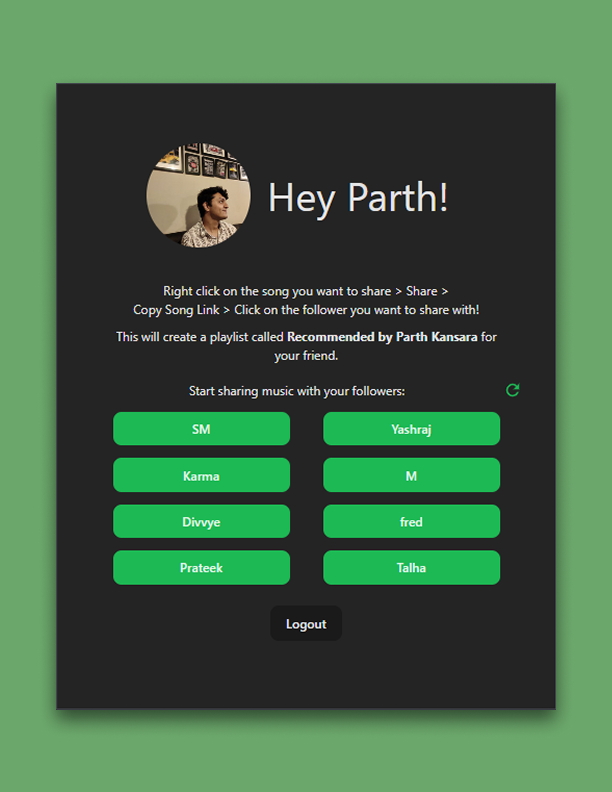 Hey Parth!
Right click on the song you want to share > Share >
Copy Song Link > Click on the follower you want to share with!
This will create a playlist called Recommended by Parth Kansara for
your friend.
Start sharing music with your followers:
SM
Yashraj
Karma
M
Divvye
fred
Prateek
Talha
Logout